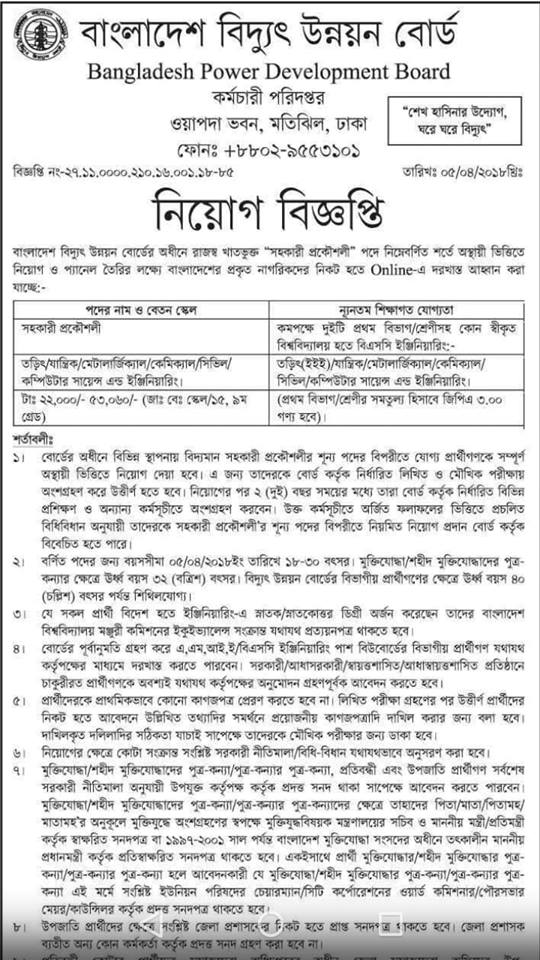 বাংলাদেশ বিদ্যুৎ উন্নয়ন বোর্ড
Bangladesh Power Development Board
কর্মচারী পরিদপ্তর
ওয়াপদা ভবন, মতিঝিল, ঢাকা
ফোনঃ +৮৮০২-৯৫৫৩১০১
“শেখ হাসিনার উদ্যোগ,
ঘরে ঘরে বিদ্যুৎ”
বিজ্ঞপ্তি নং-২৭.১১.০০০০.২১০.১৬.০০১.১৮-৮৫
তারিখঃ ০৫/০৪/২০১৮খ্রিঃ
নিয়োগ বিজ্ঞপ্তি
বাংলাদেশ বিদ্যুৎ উন্নয়ন বোর্ডের অধীনে রাজস্ব খাতভুক্ত “সহকারী প্রকৌশলী” পদে নিম্নেবর্ণিত শর্তে অস্থায়ী ভিত্তিতে
নিয়োগ ও প্যানেল তৈরির লক্ষ্যে বাংলাদেশের প্রকৃত নাগরিকদের নিকট হতে Online-এ দরখাস্ত আহ্বান করা
যাচ্ছে:-
পদের নাম ও বেতন স্কেল
ন্যূনতম শিক্ষাগত যোগ্যতা
সহকারী প্রকৌশলী
কমপক্ষে দুইটি প্রথম বিভাগ/শ্রেণীসহ কোন স্বীকৃত
বিশ্ববিদ্যালয় হতে বিএসসি ইঞ্জিনিয়ারিং:-
তড়িৎ/যান্ত্রিক/মেটালার্জিক্যাল/কেমিক্যাল/সিভিল/
কম্পিউটার সায়েন্স এন্ড ইঞ্জিনিয়ারিং।
তড়িৎ(ইইই)/যান্ত্রিক/মেটালার্জিক্যাল/কেমিক্যাল/
সিভিল/কম্পিউটার সায়েন্স এন্ড ইঞ্জিনিয়ারিং।
টাঃ ২২,০০০/- ৫৩,০৬০/- (জাঃ বেঃ স্কেল/১৫, ৯ম
গ্রেড)
(প্রথম বিভাগ/শ্রেণীর সমতুল্য হিসাবে জিপিএ ৩.০০
গণ্য হবে)।
শর্তাবলীঃ
১। বোর্ডের অধীনে বিভিন্ন স্থাপনায় বিদ্যমান সহকারী প্রকৌশলীর শূন্য পদের বিপরীতে যোগ্য প্রার্থীগণকে সম্পূর্ণ
অস্থায়ী ভিত্তিতে নিয়োগ দেয়া হবে। এ জন্য তাদেরকে বোর্ড কর্তৃক নির্ধারিত লিখিত ও মৌখিক পরীক্ষায়
অংশগ্রহণ করে উত্তীর্ণ হতে হবে। নিয়োগের পর ২ (দুই) বছর সময়ের মধ্যে তারা বোর্ড কর্তৃক নির্ধারিত বিভিন্ন
প্রশিক্ষণ ও অন্যান্য কর্মসূচীতে অংশগ্রহণ করবেন। উক্ত কর্মসূচীতে অর্জিত ফলাফলের ভিত্তিতে প্রচলিত
বিধিবিধান অনুযায়ী তাদেরকে সহকারী প্রকৌশলী’র শূন্য পদের বিপরীতে নিয়মিত নিয়োগ প্রদান বোর্ড কর্তৃক
বিবেচিত হতে পারে।
২। বর্ণিত পদের জন্য বয়সসীমা ০৫/০৪/২০১৮ইং তারিখে ১৮-৩০ বৎসর। মুক্তিযোদ্ধা/শহীদ মুক্তিযোদ্ধাদের পুত্র-
কন্যার ক্ষেত্রে উর্ধ্ব বয়স ৩২ (বত্রিশ) বৎসর। বিদ্যুৎ উন্নয়ন বোর্ডের বিভাগীয় প্রার্থীগণের ক্ষেত্রে উর্ধ্ব বয়স ৪০
(চল্লিশ) বৎসর পর্যন্ত শিথিলযোগ্য।
৩। যে সকল প্রার্থী বিদেশ হতে ইঞ্জিনিয়ারিং-এ স্নাতক/স্নাতকোত্তর ডিগ্রী অর্জন করেছেন তাদের বাংলাদেশ
বিশ্ববিদ্যালয় মঞ্জুরী কমিশনের ইকুইভ্যালেন্স সংক্রান্ত যথাযথ প্রত্যয়নপত্র থাকতে হবে।
৪। বোর্ডের পূর্বানুমতি গ্রহণ করে এ,এম,আই,ই/বিএসসি ইঞ্জিনিয়ারিং পাশ বিউবোর্ডের বিভাগীয় প্রার্থীগণ যথাযথ
কর্তৃপক্ষের মাধ্যমে দরখাস্ত করতে পারবেন। সরকারী/আধাসরকারী/স্বায়ত্তশাসিত/আধাস্বায়ত্তশাসিত প্রতিষ্ঠানে
চাকুরীরত প্রার্থীগণকে অবশ্যই যথাযথ কর্তৃপক্ষের অনুমোদন গ্রহণপূর্বক আবেদন করতে হবে।
৫। প্রার্থীদেরকে প্রাথমিকভাবে কোনো কাগজপত্র প্রেরণ করতে হবে না। লিখিত পরীক্ষা গ্রহণের পর উত্তীর্ণ প্রার্থীদের
নিকট হতে আবেদনে উল্লিখিত তথ্যাদির সমর্থনে প্রয়োজনীয় কাগজপত্রাদি দাখিল করার জন্য বলা হবে।
দাখিলকৃত দলিলাদির সঠিকতা যাচাই সাপেক্ষে তাদেরকে মৌখিক পরীক্ষার জন্য ডাকা হবে।
৬। নিয়োগের ক্ষেত্রে কোটা সংক্রান্ত সংশ্লিষ্ট সরকারী নীতিমালা/বিধি-বিধান যথাযথভাবে অনুসরণ করা হবে।
৭। মুক্তিযোদ্ধা/শহীদ মুক্তিযোদ্ধাদের পুত্র-কন্যা/পুত্র-কন্যার পুত্র-কন্যা, প্রতিবন্ধী এবং উপজাতি প্রার্থীগণ সর্বশেষ
সরকারী নীতিমালা অনুযায়ী উপযুক্ত কর্তৃপক্ষ কর্তৃক প্রদত্ত সনদ থাকা সাপেক্ষে আবেদন করতে পারবেন।
মুক্তিযোদ্ধা/শহীদ মুক্তিযোদ্ধাদের পুত্র-কন্যা/পুত্র-কন্যার পুত্র-কন্যাদের ক্ষেত্রে তাহাদের পিতা/মাতা/পিতামহ/
মাতামহ’র অনুকূলে মুক্তিযুদ্ধে অংশগ্রহণের স্বপক্ষে মুক্তিযুদ্ধবিষয়ক মন্ত্রণালয়ের সচিব ও মাননীয় মন্ত্রী/প্রতিমন্ত্রী
কর্তৃক স্বাক্ষরিত সনদপত্র বা ১৯৯৭-২০০১ সাল পর্যন্ত বাংলাদেশ মুক্তিযোদ্ধা সংসদের অধীনে তৎকালীন মাননীয়
প্রধানমন্ত্রী কর্তৃক প্রতিস্বাক্ষরিত সনদপত্র থাকতে হবে। একইসাথে প্রার্থী মুক্তিযোদ্ধার/শহীদ মুক্তিযোদ্ধার পুত্র-
কন্যা/পুত্র-কন্যার পুত্র-কন্যা হলে আবেদনকারী যে মুক্তিযোদ্ধা/শহীদ মুক্তিযোদ্ধার পুত্র-কন্যা/পুত্র-কন্যার পুত্র-
কন্যা এই মর্মে সংশ্লিষ্ট ইউনিয়ন পরিষদের চেয়ারম্যান/সিটি কর্পোরেশনের ওয়ার্ড কমিশনার/পৌরসভার
মেয়র/কাউন্সিলর কর্তৃক প্রদত্ত সনদপত্র থাকতে হবে।
৮। উপজাতি প্রার্থীদের ক্ষেত্রে সংশ্লিষ্ট জেলা প্রশাসকের নিকট হতে প্রাপ্ত সনদপত্র থাকতে হবে। জেলা প্রশাসক
ব্যতীত অন্য কোন কর্মকর্তা কর্তৃক প্রদত্ত সনদ গ্রহণ করা হবে না।